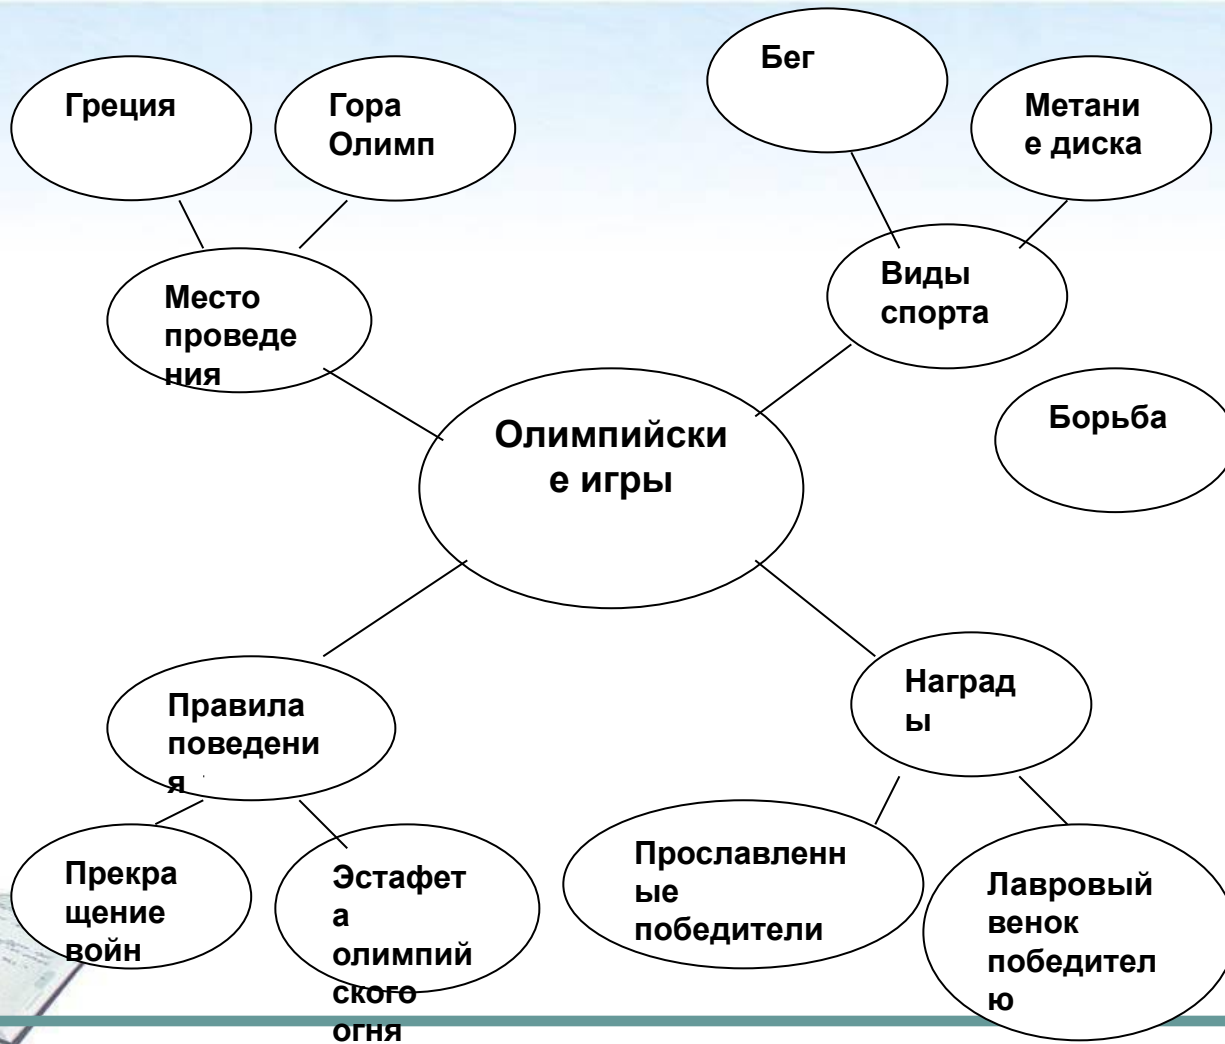 Греция
Гора
Олимп
Бег
Метани
е диска
Место
проведе
ния
Виды
спорта
Борьба
Олимпийски
е игры
Правила
поведени
я
Наград
ы
Прекра
щение
войн
Эстафет
а
олимпий
ского
огня
Прославленн
ые
победители
Лавровый
венок
победител
ю